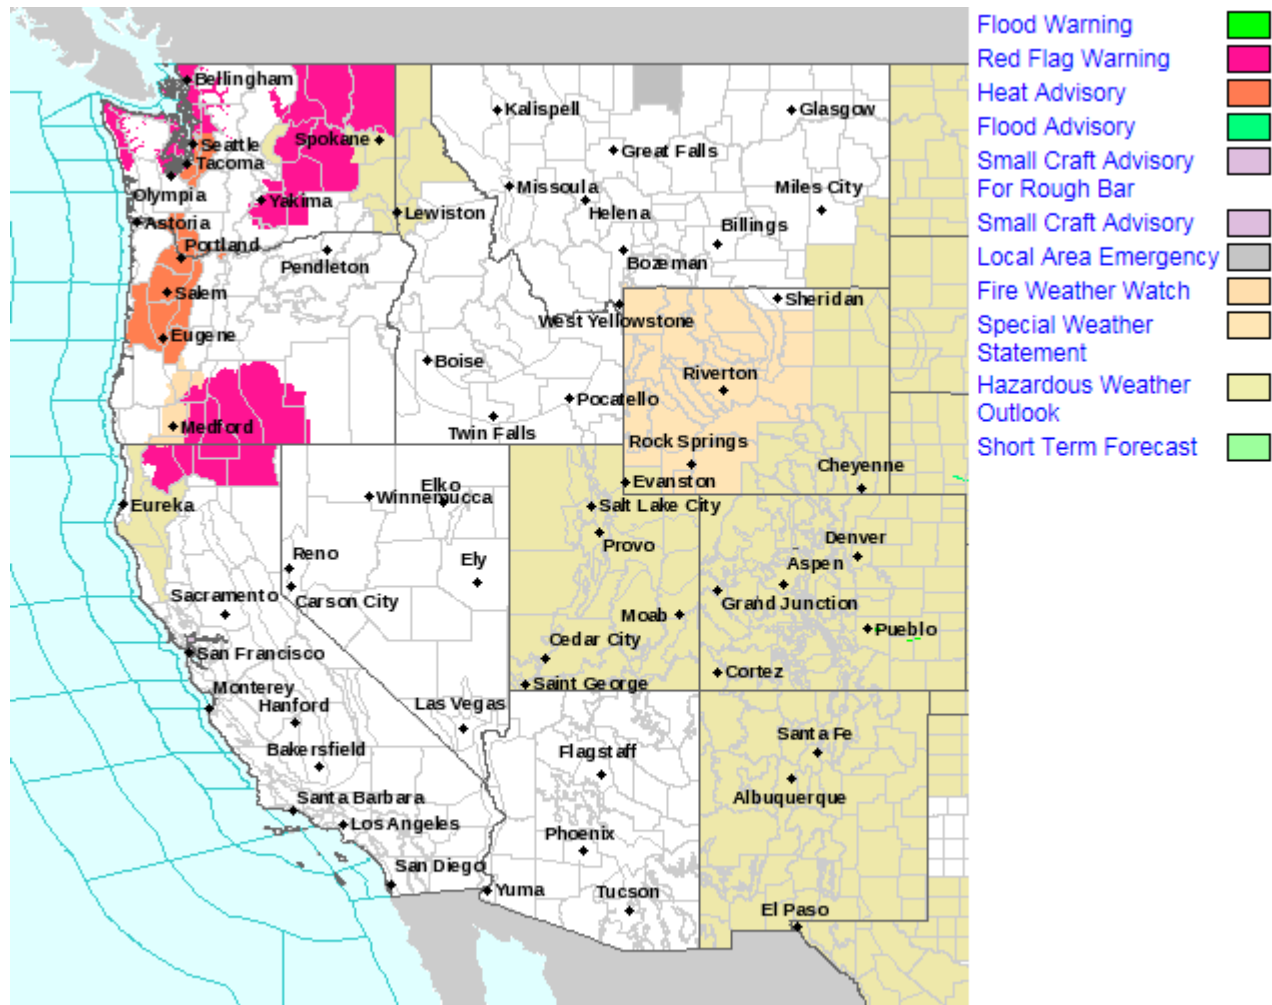 Bellingham
Kalispell
Glasgow
Spokane
Seattle
Great Falls
Tacoma
Missoula
Miles City
Olympia
Yakima
Helena
Lewiston
Astoria
Billings
Portland
Pendleton
Bozeman
Salem
Sheridan
West Yellowstone
Eugene
Boise
Riverton
Pocatello
Medford
Twin Falls
Rock Springs
Cheyenne
Elko
Evanston
Winnemucca
Eureka
Salt Lake City
Provo
Denver
Reno
Ely
Aspen
Sacramento
Carson City
Grand Junction
Moab
Pueblo
Cedar City
San Francisco
Cortez
Saint George
Monterey
Hanford
Las Vegas
Santa Fe
Bakersfield
Flagstaff
Santa Barbara
Albuquerque
Los Angeles
Phoenix
San Diego
Yuma
Tucson
El Paso
Flood Warning
Red Flag Warning
Heat Advisory
Flood Advisory
Small Craft Advisory
For Rough Bar
Small Craft Advisory
Local Area Emergency
Fire Weather Watch
Special Weather
Statement
Hazardous Weather
Outlook
Short Term Forecast